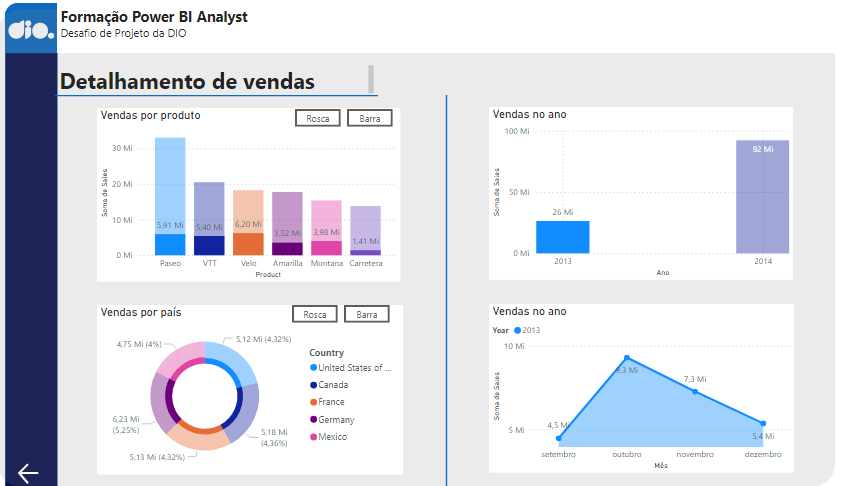 dio.
Formação Power BI Analyst
Desafio de Projeto da DIO
Detalhamento de vendas
Vendas por produto
Rosca
Barra
Soma de Sales
30 Mi
20 Mi
10 Mi
0 Mi
5,91 Mi
5,40 Mi
6,20 Mi
3,52 Mi
3,98 Mi
1,41 Mi
Paseo
VTT
Velo
Amarilla
Montana
Carretera
Product
Vendas no ano
Soma de Sales
100 Mi
50 Mi
0 Mi
26 Mi
92 Mi
2013
2014
Ano
Vendas por país
Rosca
Barra
4,75 Mi (4%)
5,12 Mi (4,32%)
6,23 Mi
(5,25%)
5,18 Mi
(4,36%)
5,13 Mi (4,32%)
Country
United States of ...
Canada
France
Germany
Mexico
Vendas no ano
Year
2013
Soma de Sales
10 Mi
5 Mi
4,5 Mi
9,3 Mi
7,3 Mi
5,4 Mi
setembro
outubro
novembro
dezembro
Mês